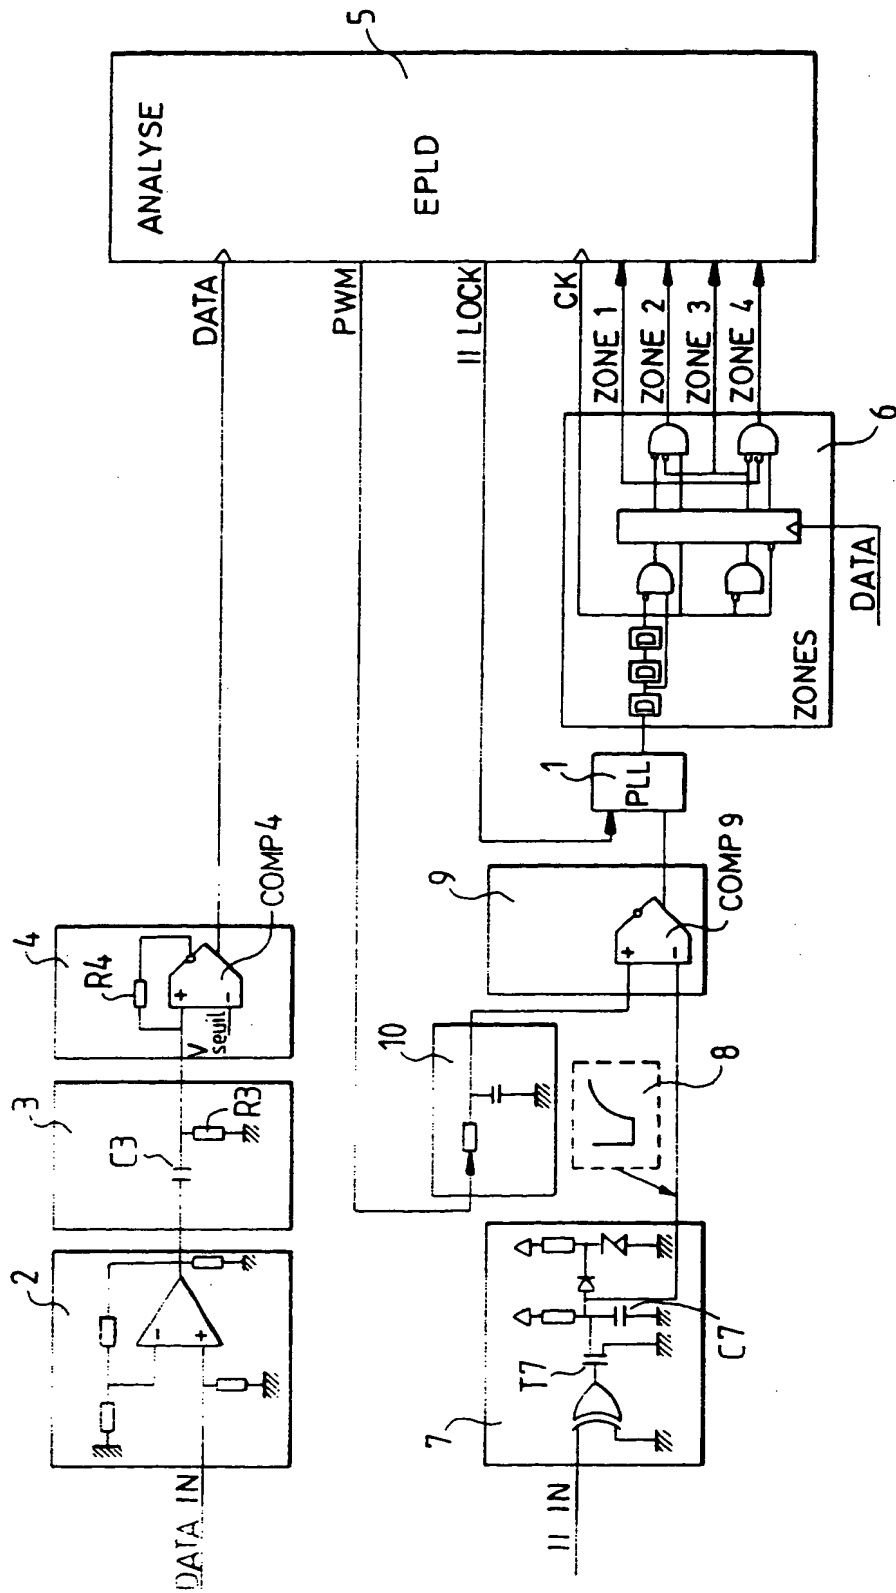 DATA IN
2
3
C3
R3
4
R4
+
-
V seuil
COMP 4
DATA
PWM
II LOCK
CK
ZONE 1
ZONE 2
ZONE 3
ZONE 4
ANALYSE
EPLD
5
II IN
7
T7
C7
8
10
9
+
-
COMP 9
1
PLL
D
D
D
ZONES
DATA
6
-
+